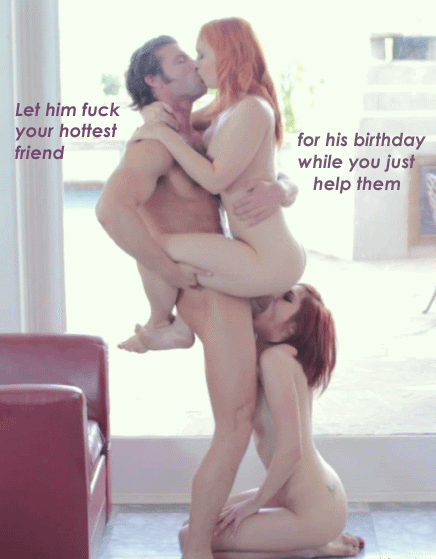 Let him fuck
your hottest
friend
for his birthday
while you just
help them